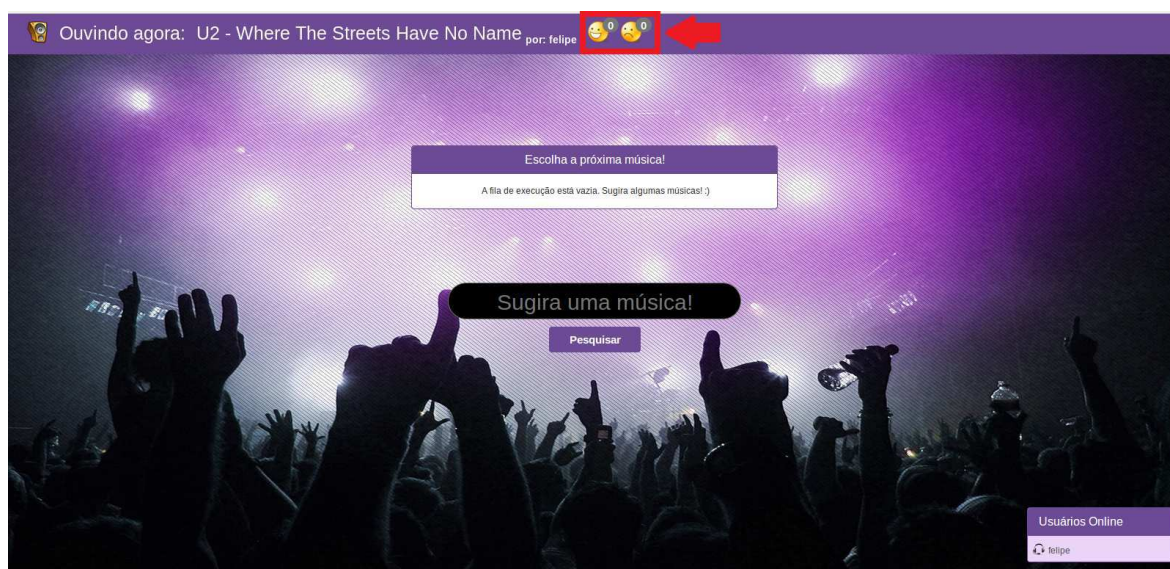 Ouvindo agora: U2 - Where The Streets Have No Name por: felipe 0 0
Escolha a próxima música!
A fila de execução está vazia. Sugira algumas músicas! :)
Sugira uma música!
Pesquisar
Usuários Online
felipe